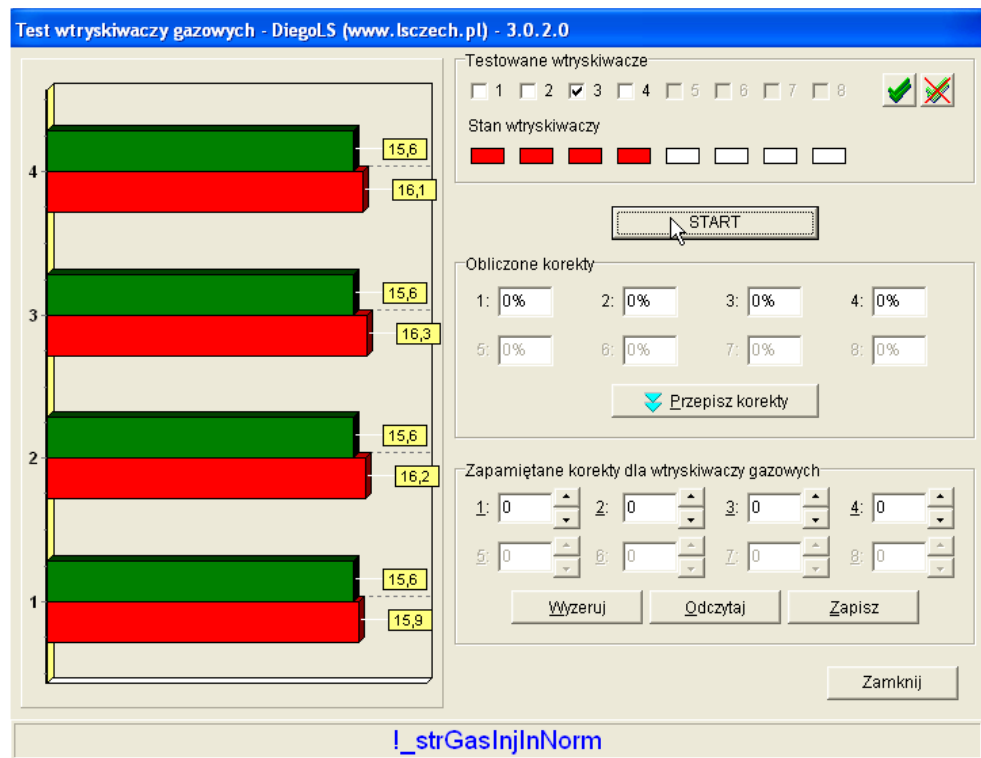 Test wtryskiwaczy gazowych - DiegoLS (www.lsczech.pl) - 3.0.2.0
4
15,6
16,1
3
15,6
16,3
2
15,6
16,2
1
15,6
15,9
Testowane wtryskiwacze
1 2 3 4 5 6 7 8
Stan wtryskiwaczy
START
Obliczone korekty
1: 0% 2: 0% 3: 0% 4: 0%
5: 0% 6: 0% 7: 0% 8: 0%
Przepisz korekty
Zapamiętane korekty dla wtryskiwaczy gazowych
1: 0 2: 0 3: 0 4: 0
5: 0 6: 0 7: 0 8: 0
Wyzeruj Odczytaj Zapisz
Zamknij
!_strGasInjInNorm